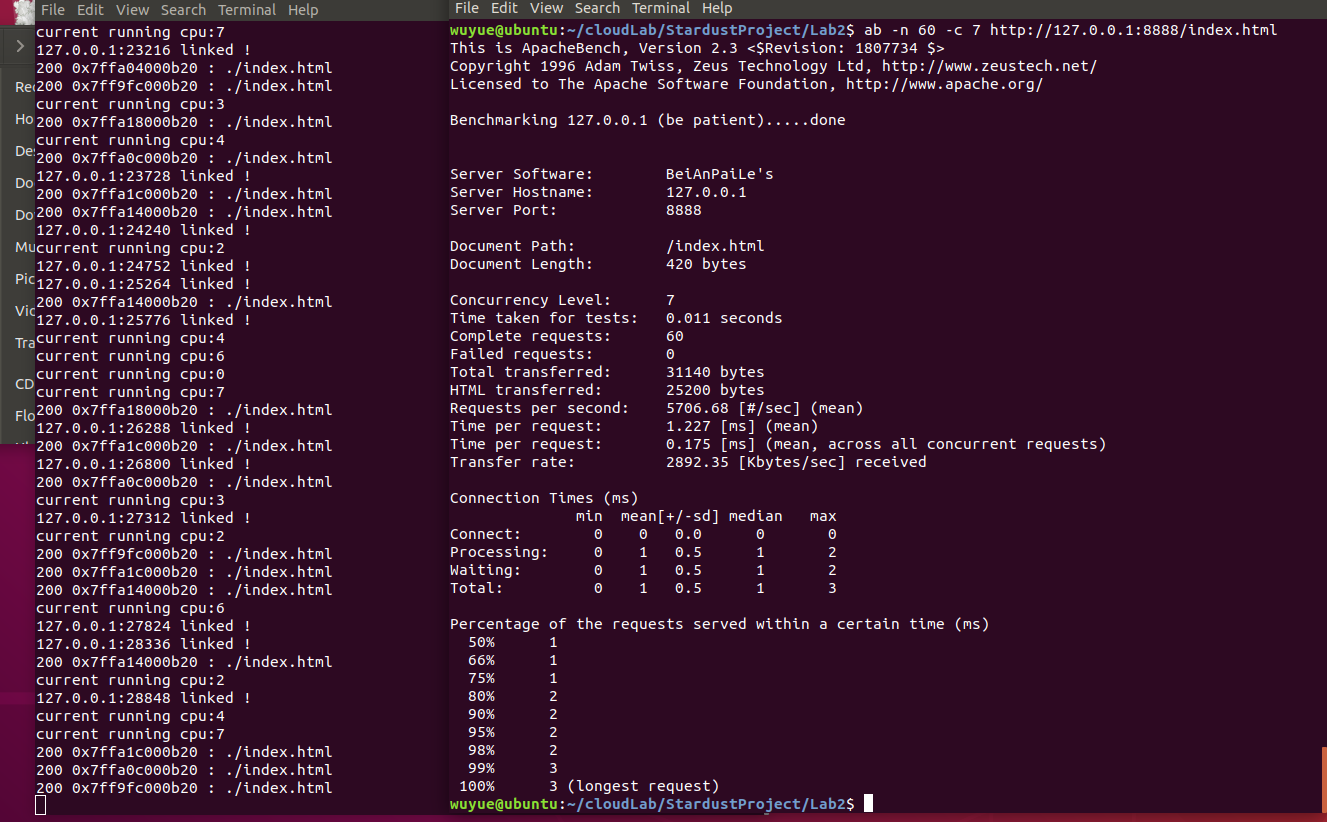 File Edit View Search Terminal Help
current running cpu:7
127.0.0.1:23216 linked !
200 0x7ffa04000b20 : ./index.html
200 0x7ff9fc000b20 : ./index.html
current running cpu:3
200 0x7ffa18000b20 : ./index.html
current running cpu:4
200 0x7ffa0c000b20 : ./index.html
127.0.0.1:23728 linked !
200 0x7ffa1c000b20 : ./index.html
200 0x7ffa14000b20 : ./index.html
127.0.0.1:24240 linked !
current running cpu:2
127.0.0.1:24752 linked !
127.0.0.1:25264 linked !
200 0x7ffa14000b20 : ./index.html
127.0.0.1:25776 linked !
current running cpu:4
current running cpu:6
current running cpu:0
current running cpu:7
200 0x7ffa18000b20 : ./index.html
127.0.0.1:26288 linked !
200 0x7ffa1c000b20 : ./index.html
127.0.0.1:26800 linked !
200 0x7ffa0c000b20 : ./index.html
current running cpu:3
127.0.0.1:27312 linked !
current running cpu:2
200 0x7ff9fc000b20 : ./index.html
200 0x7ffa1c000b20 : ./index.html
200 0x7ffa14000b20 : ./index.html
current running cpu:6
127.0.0.1:27824 linked !
127.0.0.1:28336 linked !
200 0x7ffa14000b20 : ./index.html
current running cpu:2
127.0.0.1:28848 linked !
current running cpu:4
current running cpu:7
200 0x7ffa1c000b20 : ./index.html
200 0x7ffa0c000b20 : ./index.html
200 0x7ff9fc000b20 : ./index.html
File Edit View Search Terminal Help
wuyue@ubuntu:~/cloudLab/StardustProject/Lab2$ ab -n 60 -c 7 http://127.0.0.1:8888/index.html
This is ApacheBench, Version 2.3 <$Revision: 1807734 $>
Copyright 1996 Adam Twiss, Zeus Technology Ltd, http://www.zeustech.net/
Licensed to The Apache Software Foundation, http://www.apache.org/
Benchmarking 127.0.0.1 (be patient).....done
Server Software: BeiAnPaiLe's
Server Hostname: 127.0.0.1
Server Port: 8888
Document Path: /index.html
Document Length: 420 bytes
Concurrency Level: 7
Time taken for tests: 0.011 seconds
Complete requests: 60
Failed requests: 0
Total transferred: 31140 bytes
HTML transferred: 25200 bytes
Requests per second: 5706.68 [#/sec] (mean)
Time per request: 1.227 [ms] (mean)
Time per request: 0.175 [ms] (mean, across all concurrent requests)
Transfer rate: 2892.35 [Kbytes/sec] received
Connection Times (ms)
min mean[+/-sd] median max
Connect: 0 0 0.0 0 0
Processing: 0 1 0.5 1 2
Waiting: 0 1 0.5 1 2
Total: 0 1 0.5 1 3
Percentage of the requests served within a certain time (ms)
50% 1
66% 1
75% 1
80% 2
90% 2
95% 2
98% 2
99% 3
100% 3 (longest request)
wuyue@ubuntu:~/cloudLab/StardustProject/Lab2$